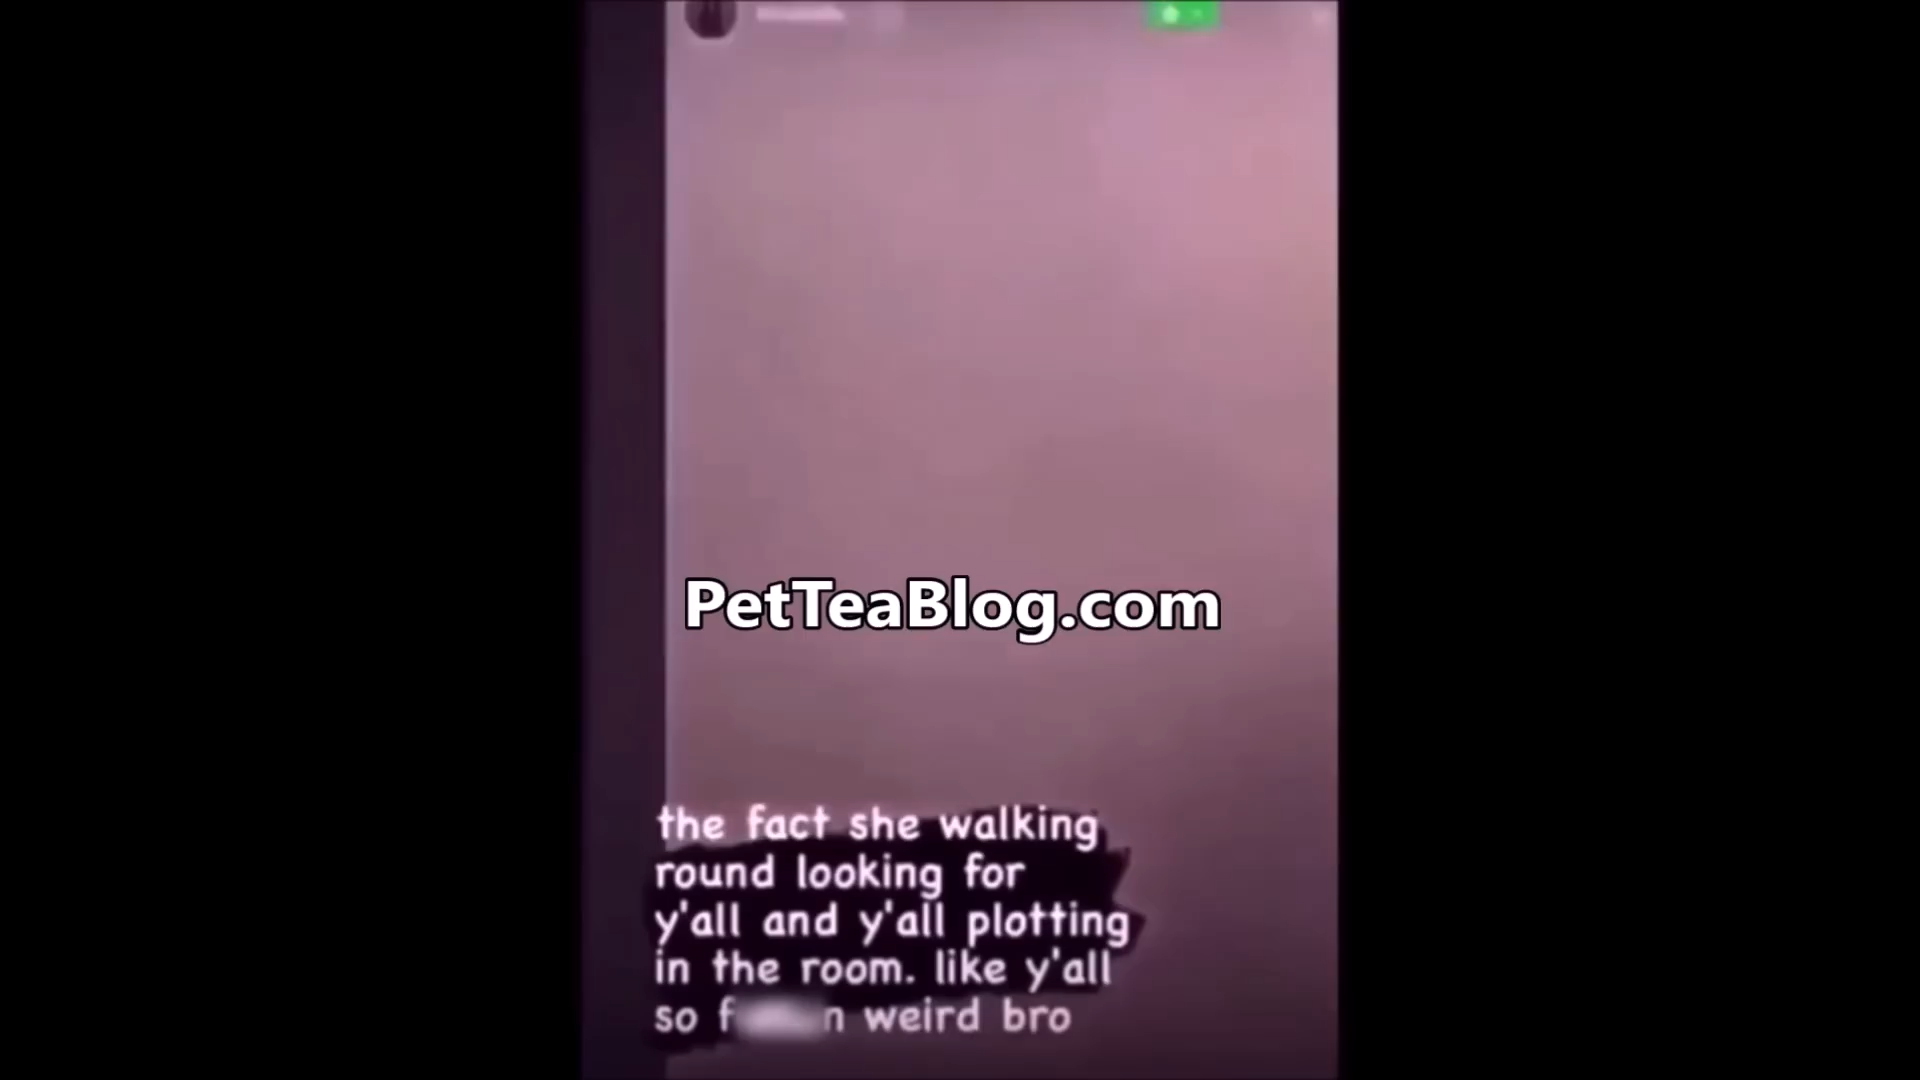 PetTeaBlog.com
the fact she walking
round looking for
y'all and y'all plotting
in the room. like y'all
so f n weird bro